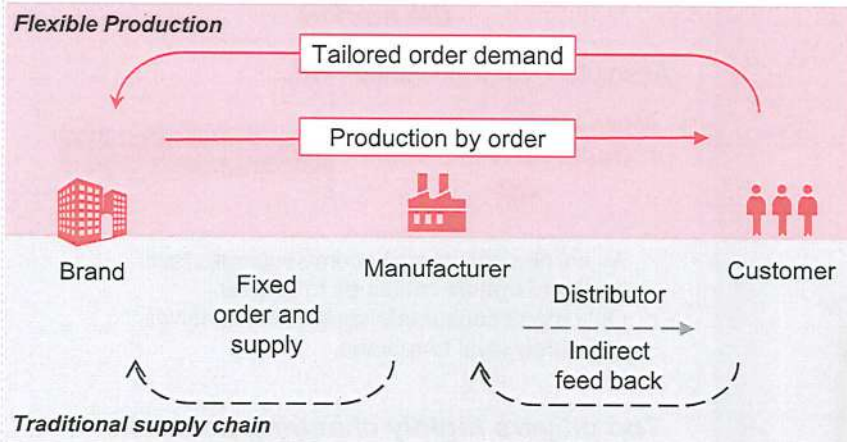 Flexible Production
Tailored order demand
Production by order
Brand
Manufacturer
Customer
Fixed
order and
supply
Distributor
Indirect
feed back
Traditional supply chain